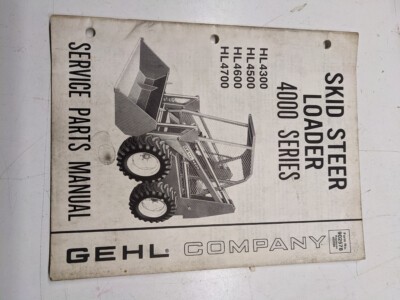 SKID STEER
LOADER
4000 SERIES
HL4300
HL4500
HL4600
HL4700
SERVICE PARTS MANUAL
GEHL® COMPANY